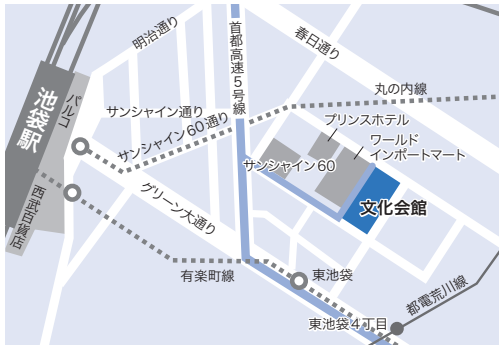 明治通り
首都高速5号線
春日通り
丸の内線
池袋駅
パルコ
サンシャイン通り
サンシャイン60通り
プリンスホテル
ワールド
インポートマート
サンシャイン60
文化会館
西武百貨店
グリーン大通り
有楽町線
東池袋
都電荒川線
東池袋4丁目